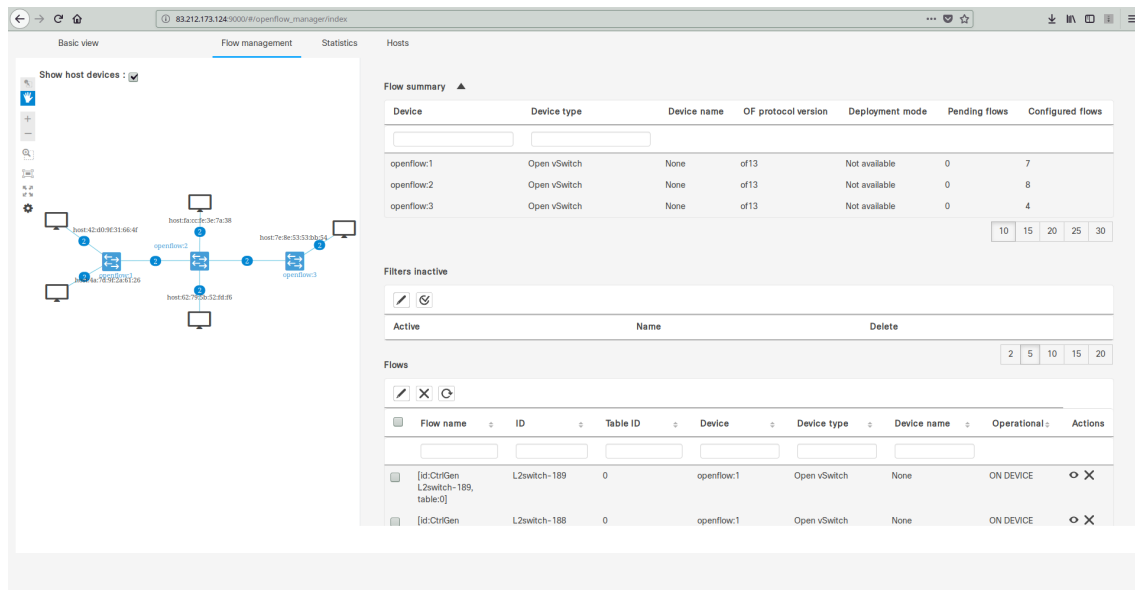 83.212.173.124:9000/#/openflow_manager/index
Basic view Flow management Statistics Hosts
Show host devices :
host:fa:cc:fe:3e:7a:38
host:42:d0:9f:31:66:4f
host:7e:8e:53:53:bb:54
2 2 2
openflow:2
2 2
openflow:1
openflow:3
2
2
host:62:79:5b:52:fd:f6
Flow summary
Device Device type Device name OF protocol version Deployment mode Pending flows Configured flows
openflow:1 Open vSwitch None of13 Not available 0 7
openflow:2 Open vSwitch None of13 Not available 0 8
openflow:3 Open vSwitch None of13 Not available 0 4
10 15 20 25 30
Filters inactive
Active Name Delete
2 5 10 15 20
Flows
Flow name ID Table ID Device Device type Device name Operational Actions
[id:CtrlGen L2switch-189 0 openflow:1 Open vSwitch None ON DEVICE
L2switch-189,
table:0]
[id:CtrlGen L2switch-188 0 openflow:1 Open vSwitch None ON DEVICE